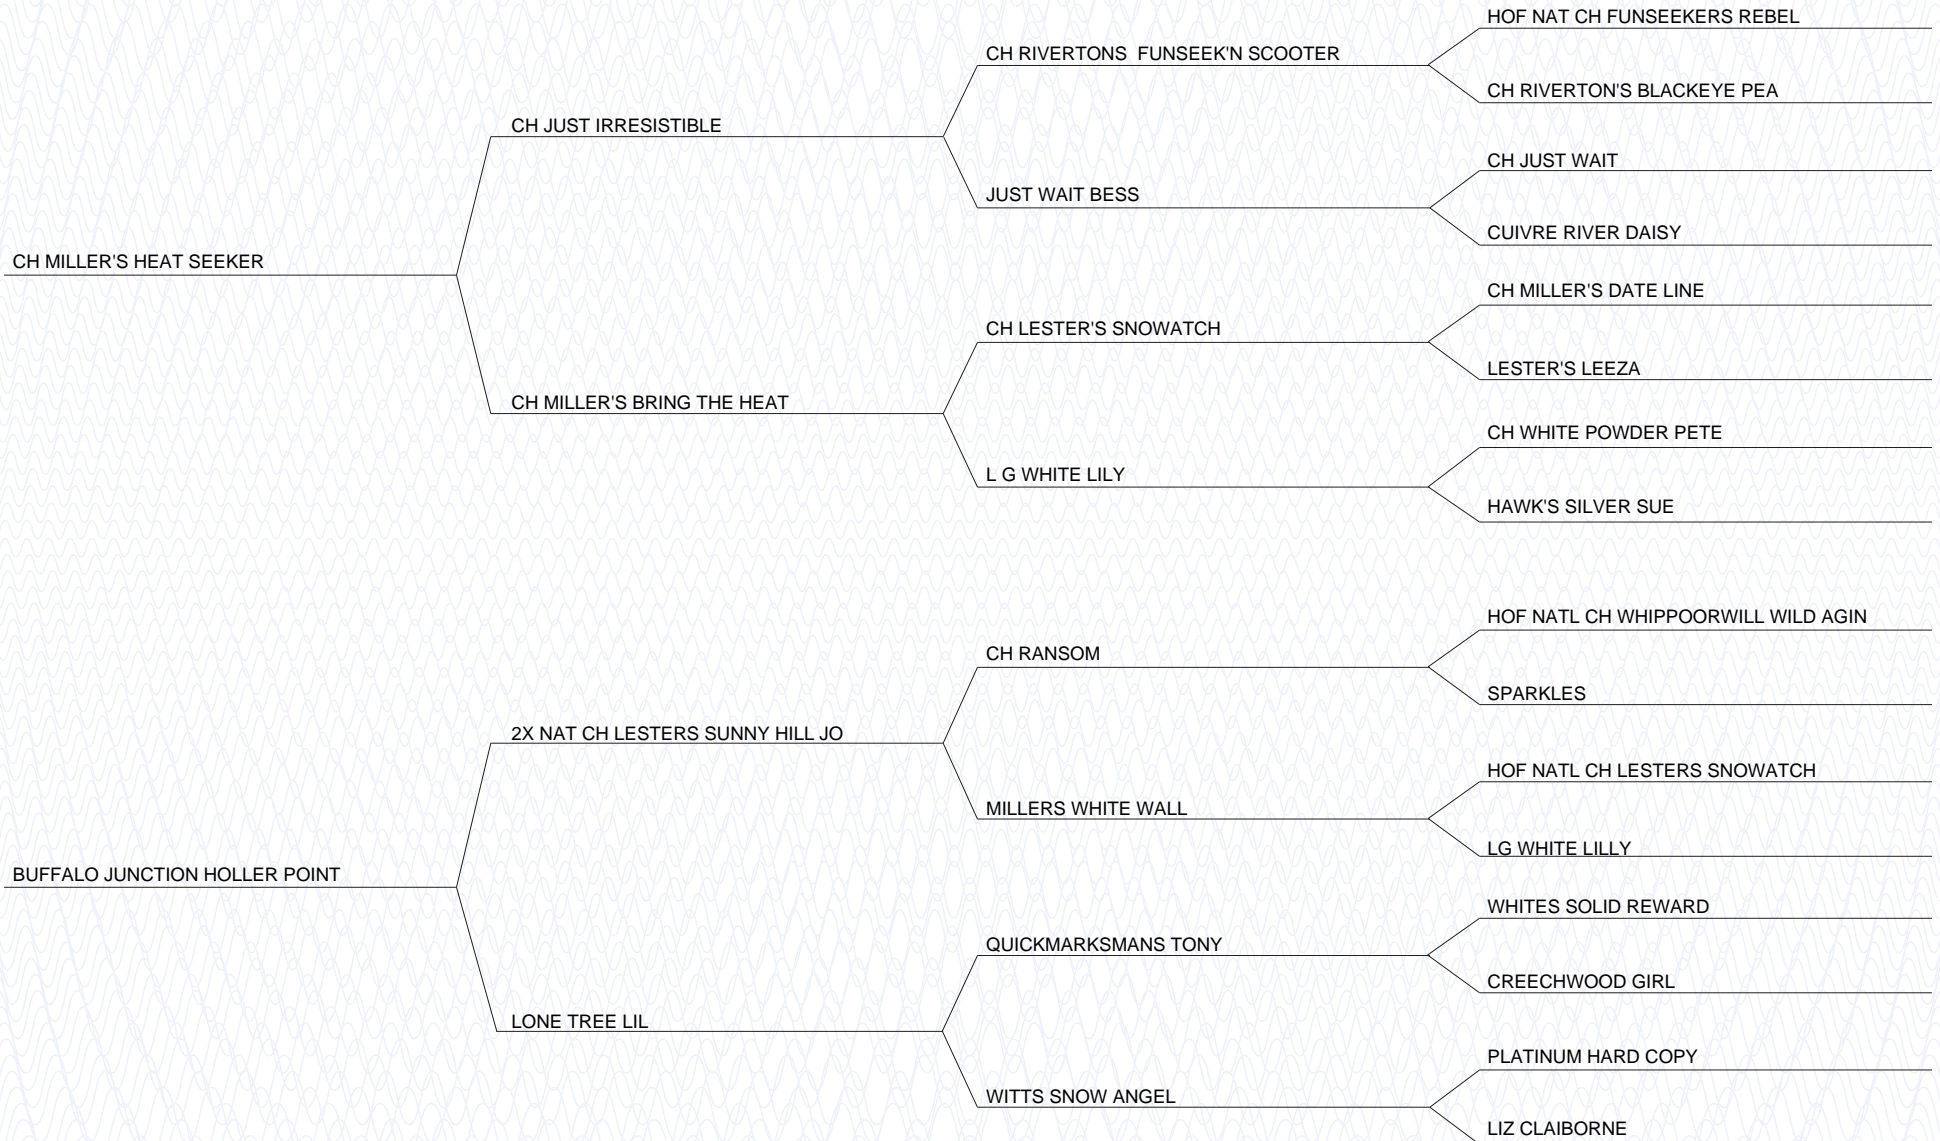 HOF NAT CH FUNSEEKERS REBEL
CH RIVERTONS  FUNSEEK'N SCOOTER
CH RIVERTON'S BLACKEYE PEA
CH JUST IRRESISTIBLE
CH JUST WAIT
JUST WAIT BESS
CUIVRE RIVER DAISY
CH MILLER'S HEAT SEEKER
CH MILLER'S DATE LINE
CH LESTER'S SNOWATCH
LESTER'S LEEZA
CH MILLER'S BRING THE HEAT
CH WHITE POWDER PETE
L G WHITE LILY
HAWK'S SILVER SUE
HOF NATL CH WHIPPOORWILL WILD AGIN
CH RANSOM
SPARKLES
2X NAT CH LESTERS SUNNY HILL JO
HOF NATL CH LESTERS SNOWATCH
MILLERS WHITE WALL
LG WHITE LILLY
BUFFALO JUNCTION HOLLER POINT
WHITES SOLID REWARD
QUICKMARKSMANS TONY
CREECHWOOD GIRL
LONE TREE LIL
PLATINUM HARD COPY
WITTS SNOW ANGEL
LIZ CLAIBORNE